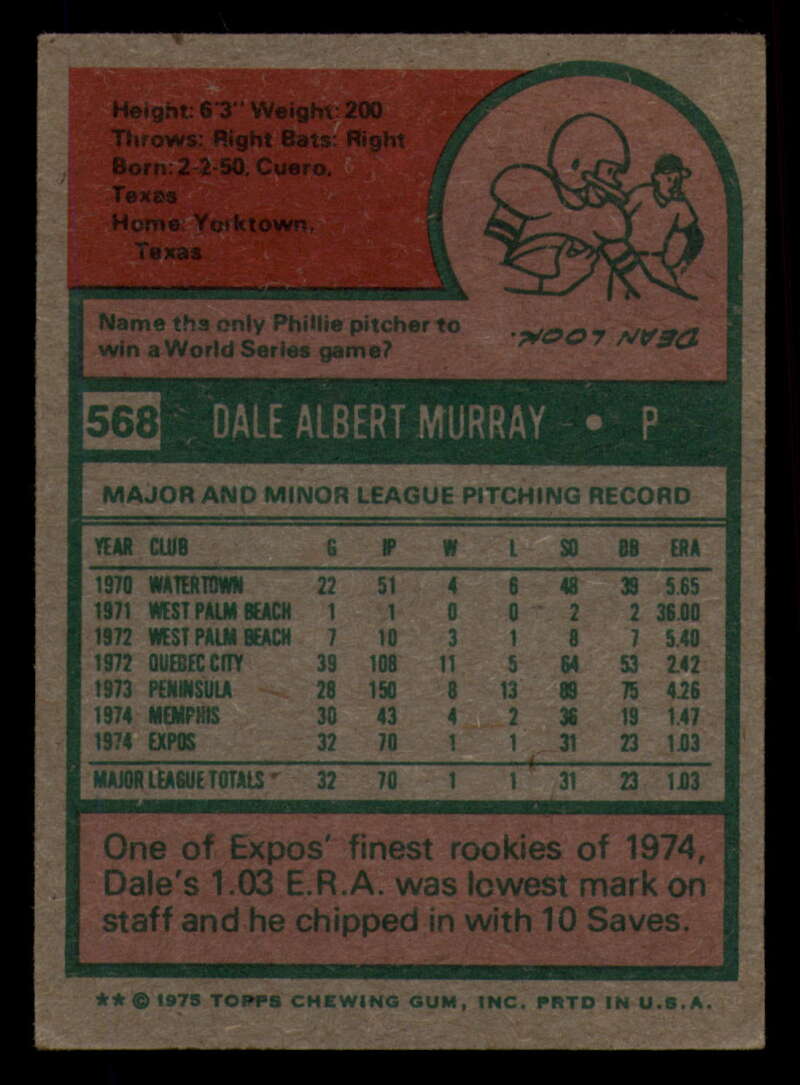 Height: 6'3" Weight: 200
Throws: Right Bats: Right
Born: 2-2-50, Cuero,
Texas
Home: Yorktown,
Texas
Name the only Phillie pitcher to
win a World Series game?
DEAN LOOK.
568 DALE ALBERT MURRAY • P
MAJOR AND MINOR LEAGUE PITCHING RECORD
YEAR CLUB G IP W L SO BB ERA
1970 WATERTOWN 22 51 4 6 48 39 5.65
1971 WEST PALM BEACH 1 1 0 0 2 2 36.00
1972 WEST PALM BEACH 7 10 3 1 8 7 5.40
1972 QUEBEC CITY 39 108 11 5 64 53 2.42
1973 PENINSULA 28 150 8 13 89 75 4.26
1974 MEMPHIS 30 43 4 2 36 19 1.47
1974 EXPOS 32 70 1 1 31 23 1.03
MAJOR LEAGUE TOTALS 32 70 1 1 31 23 1.03
One of Expos' finest rookies of 1974,
Dale's 1.03 E.R.A. was lowest mark on
staff and he chipped in with 10 Saves.
** © 1975 TOPPS CHEWING GUM, INC. PRTD IN U.S.A.